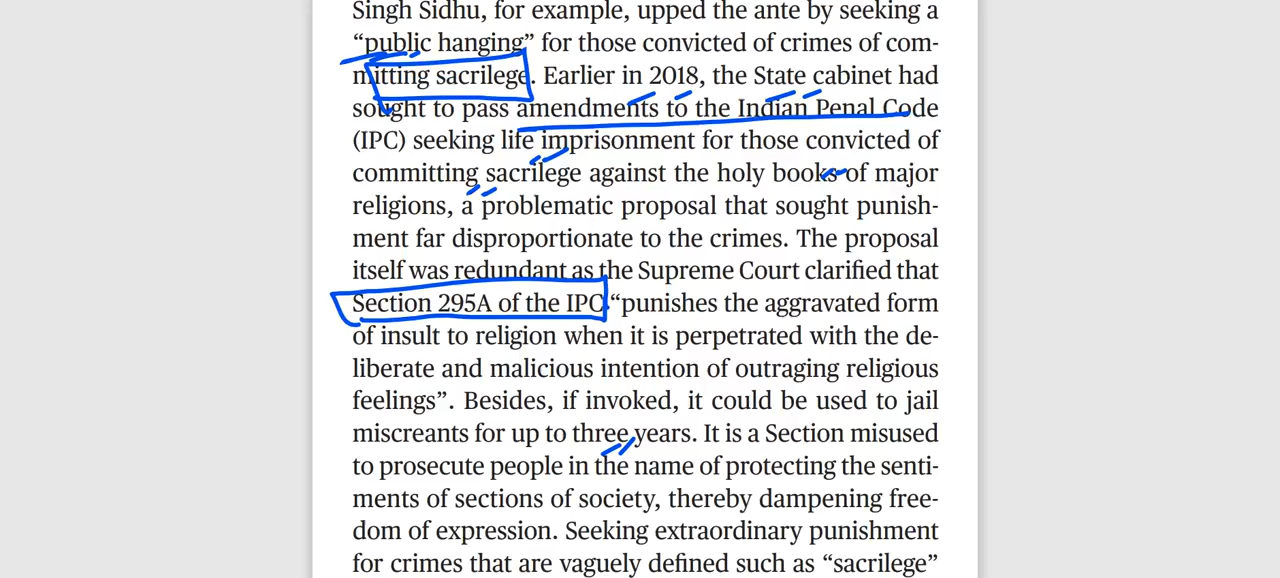 Singh Sidhu, for example, upped the ante by seeking a
“public hanging” for those convicted of crimes of com-
mitting sacrilege. Earlier in 2018, the State cabinet had
sought to pass amendments to the Indian Penal Code
(IPC) seeking life imprisonment for those convicted of
committing sacrilege against the holy books of major
religions, a problematic proposal that sought punish-
ment far disproportionate to the crimes. The proposal
itself was redundant as the Supreme Court clarified that
Section 295A of the IPC “punishes the aggravated form
of insult to religion when it is perpetrated with the de-
liberate and malicious intention of outraging religious
feelings”. Besides, if invoked, it could be used to jail
miscreants for up to three years. It is a Section misused
to prosecute people in the name of protecting the senti-
ments of sections of society, thereby dampening free-
dom of expression. Seeking extraordinary punishment
for crimes that are vaguely defined such as “sacrilege”